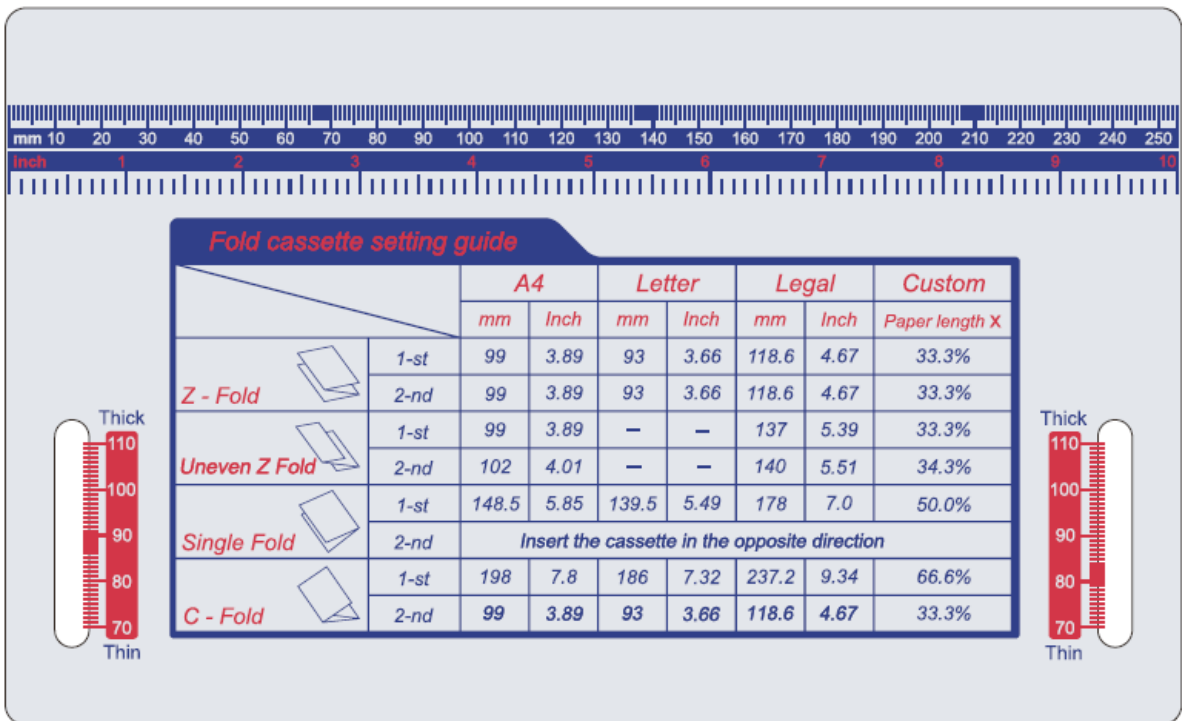 mm 10 20 30 40 50 60 70 80 90 100 110 120 130 140 150 160 170 180 190 200 210 220 230 240 250
Inch 1 2 3 4 5 6 7 8 9 10
Fold cassette setting guide
A4 Letter Legal Custom
mm Inch mm Inch mm Inch Paper length X
Z - Fold
1-st 99 3.89 93 3.66 118.6 4.67 33.3%
2-nd 99 3.89 93 3.66 118.6 4.67 33.3%
Uneven Z Fold
1-st 99 3.89 – – 137 5.39 33.3%
2-nd 102 4.01 – – 140 5.51 34.3%
Single Fold
1-st 148.5 5.85 139.5 5.49 178 7.0 50.0%
2-nd Insert the cassette in the opposite direction
C - Fold
1-st 198 7.8 186 7.32 237.2 9.34 66.6%
2-nd 99 3.89 93 3.66 118.6 4.67 33.3%
Thick
110
100
90
80
70
Thin
Thick
110
100
90
80
70
Thin